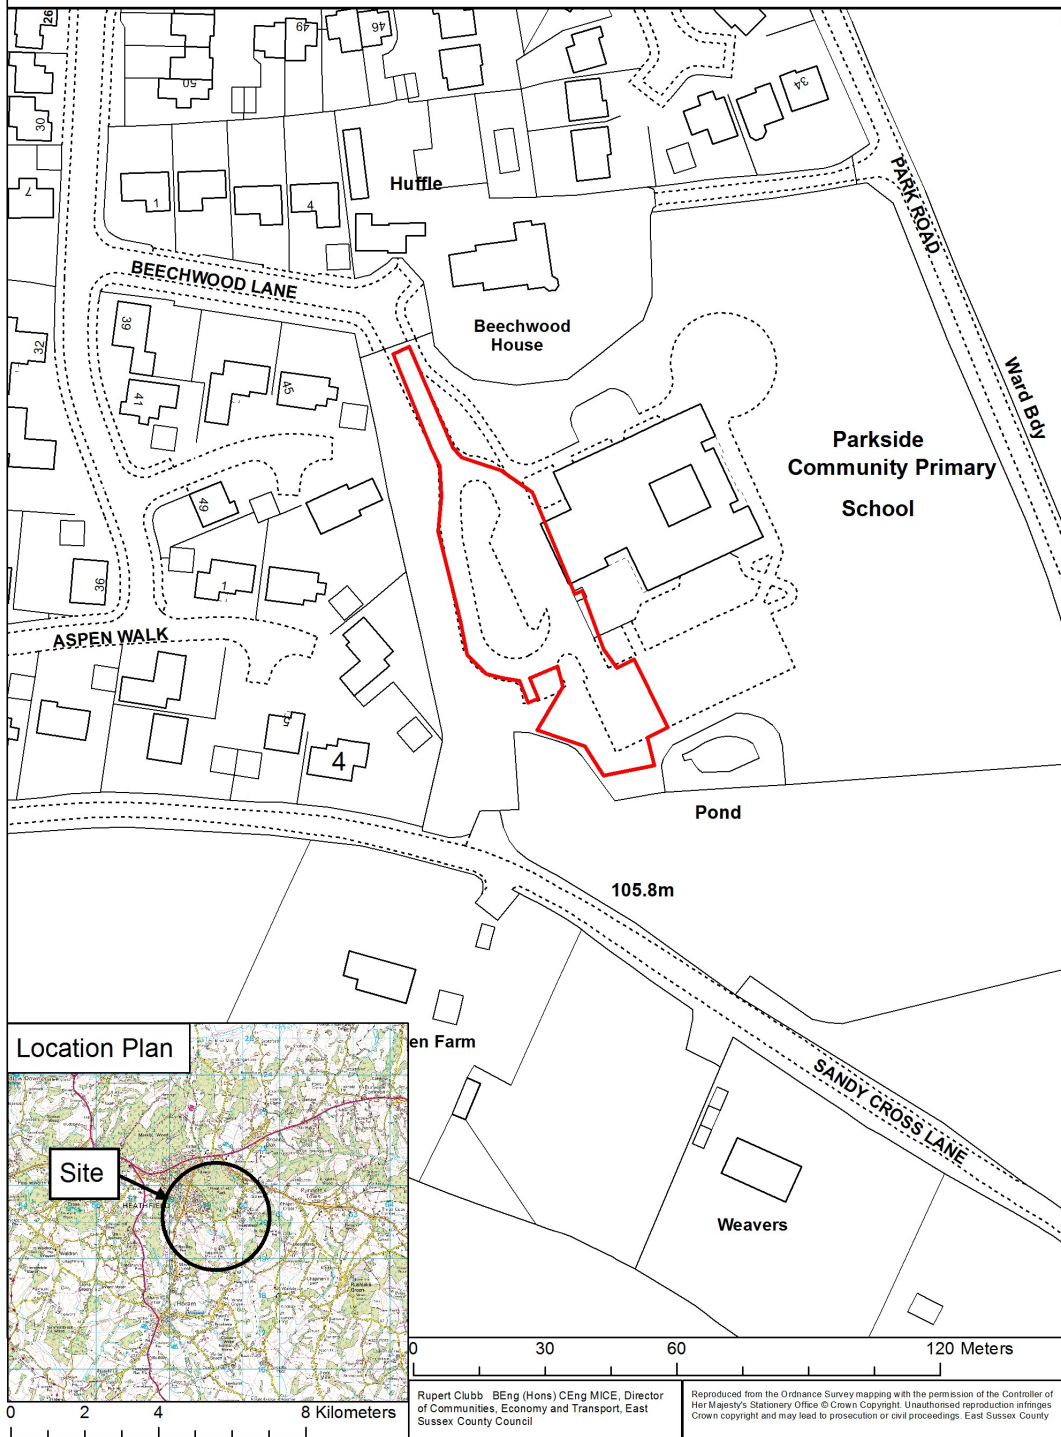 26
49
46
50
34
30
7
1
4
Huffle
PARK ROAD
BEECHWOOD LANE
Beechwood
House
39
32
45
41
Ward Bdy
Parkside
Community Primary
School
49
36
1
ASPEN WALK
5
4
Pond
105.8m
en Farm
SANDY CROSS LANE
Weavers
Location Plan
Site
HEATHFIELD
Horam
0 30 60 120 Meters
0 2 4 8 Kilometers
Rupert Clubb BEng (Hons) CEng MICE, Director
of Communities, Economy and Transport, East
Sussex County Council
Reproduced from the Ordnance Survey mapping with the permission of the Controller of
Her Majesty's Stationery Office © Crown Copyright. Unauthorised reproduction infringes
Crown copyright and may lead to prosecution or civil proceedings. East Sussex County